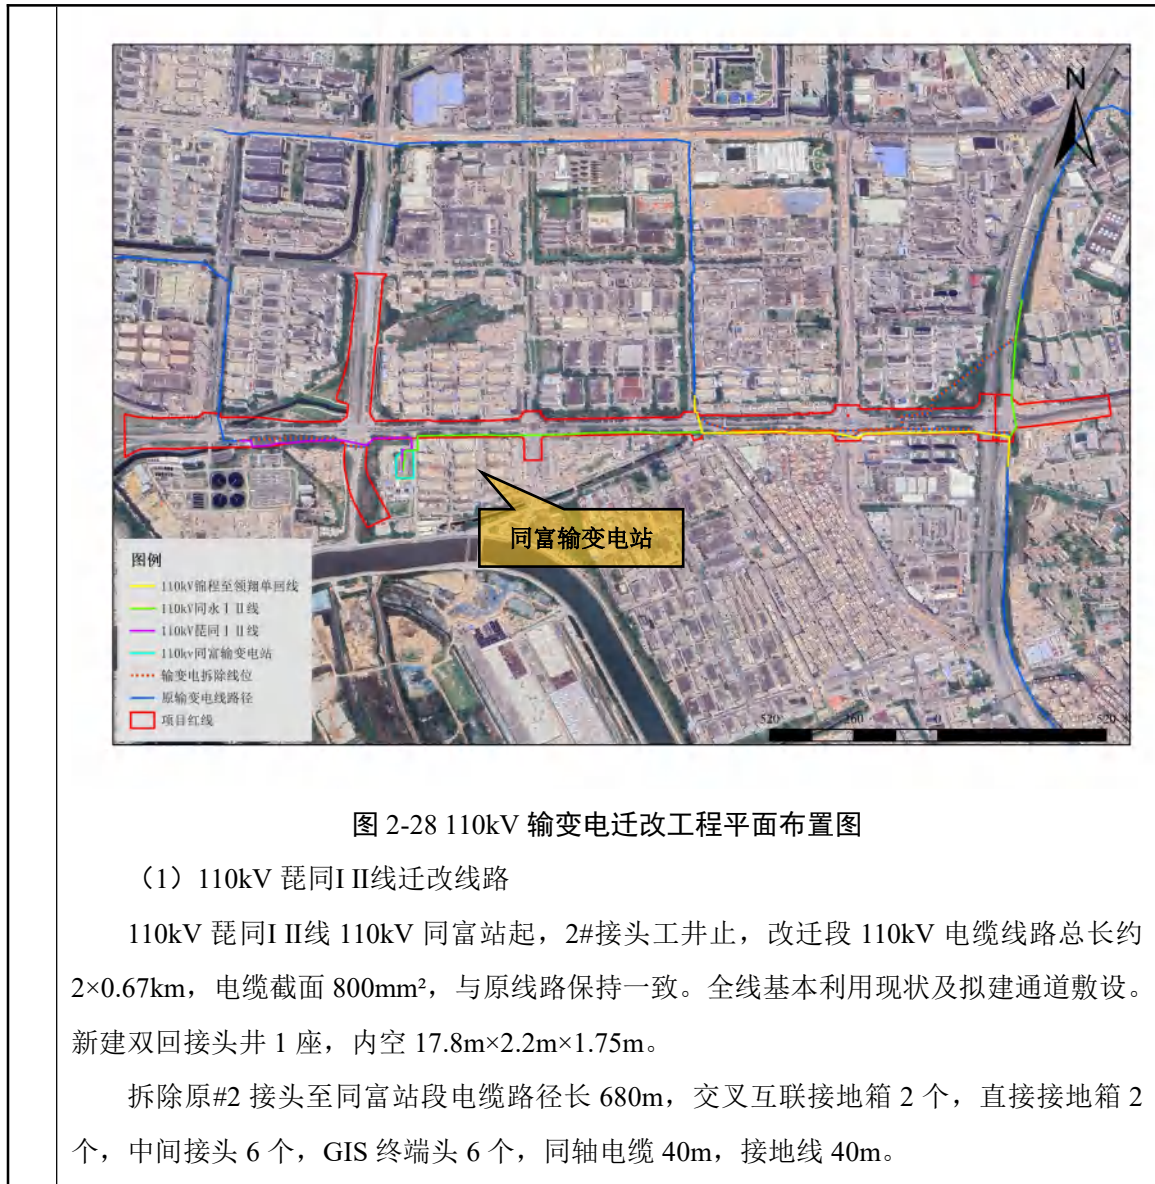 N
同富输变电站
图例
110kV锦程至领翔单回线
110kV同水ⅠⅡ线
110kV琵同ⅠⅡ线
110kv同富输变电站
输变电拆除线位
原输变电线路径
项目红线
520 260 0 520 米
图 2-28 110kV 输变电迁改工程平面布置图
（1）110kV 琵同I II线迁改线路
110kV 琵同I II线 110kV 同富站起，2#接头工井止，改迁段 110kV 电缆线路总长约
2×0.67km，电缆截面 800mm²，与原线路保持一致。全线基本利用现状及拟建通道敷设。
新建双回接头井 1 座，内空 17.8m×2.2m×1.75m。
拆除原#2 接头至同富站段电缆路径长 680m，交叉互联接地箱 2 个，直接接地箱 2
个，中间接头 6 个，GIS 终端头 6 个，同轴电缆 40m，接地线 40m。